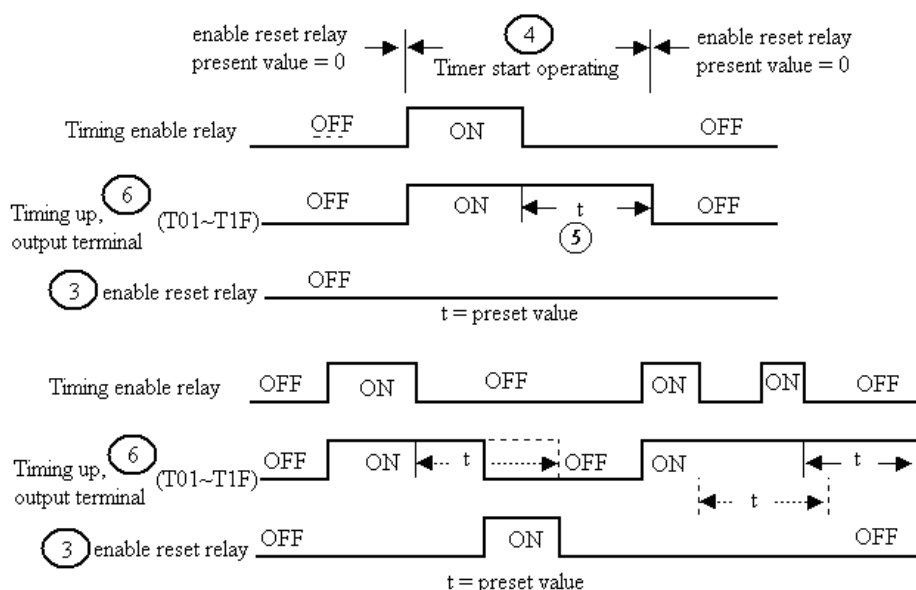 enable reset relay
present value = 0
4
Timer start operating
enable reset relay
present value = 0
Timing enable relay
OFF
ON
OFF
Timing up,
output terminal
6
(T01~T1F)
OFF
ON
t
5
OFF
3
enable reset relay
OFF
t = preset value
Timing enable relay
OFF
ON
OFF
ON
ON
OFF
Timing up,
output terminal
6
(T01~T1F)
OFF
ON
t
OFF
ON
t
t
3
enable reset relay
OFF
ON
OFF
t = preset value